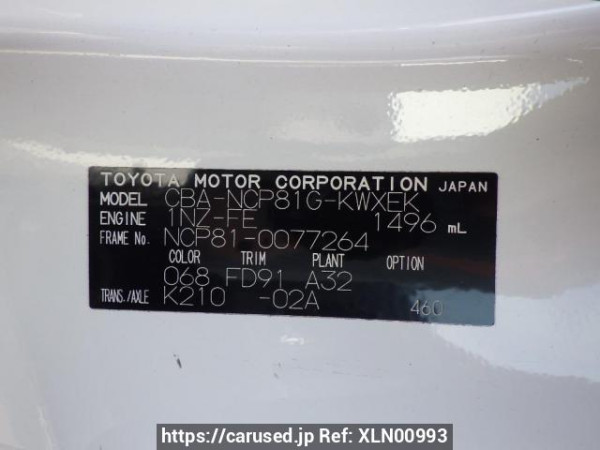 TOYOTA MOTOR CORPORATION JAPAN
MODEL CBA-NCP81G-KWXEK
ENGINE 1NZ-FE 1496 mL
FRAME No. NCP81-0077264
COLOR TRIM PLANT OPTION
068 FD91 A32
TRANS./AXLE K210 -02A 460
https://carused.jp Ref: XLN00993